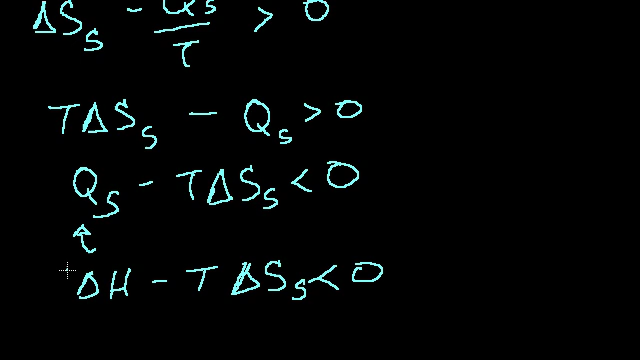 ΔS_S - Q_S/T > 0
TΔS_S - Q_S > 0
Q_S - TΔS_S < 0
ΔH - TΔS_S < 0